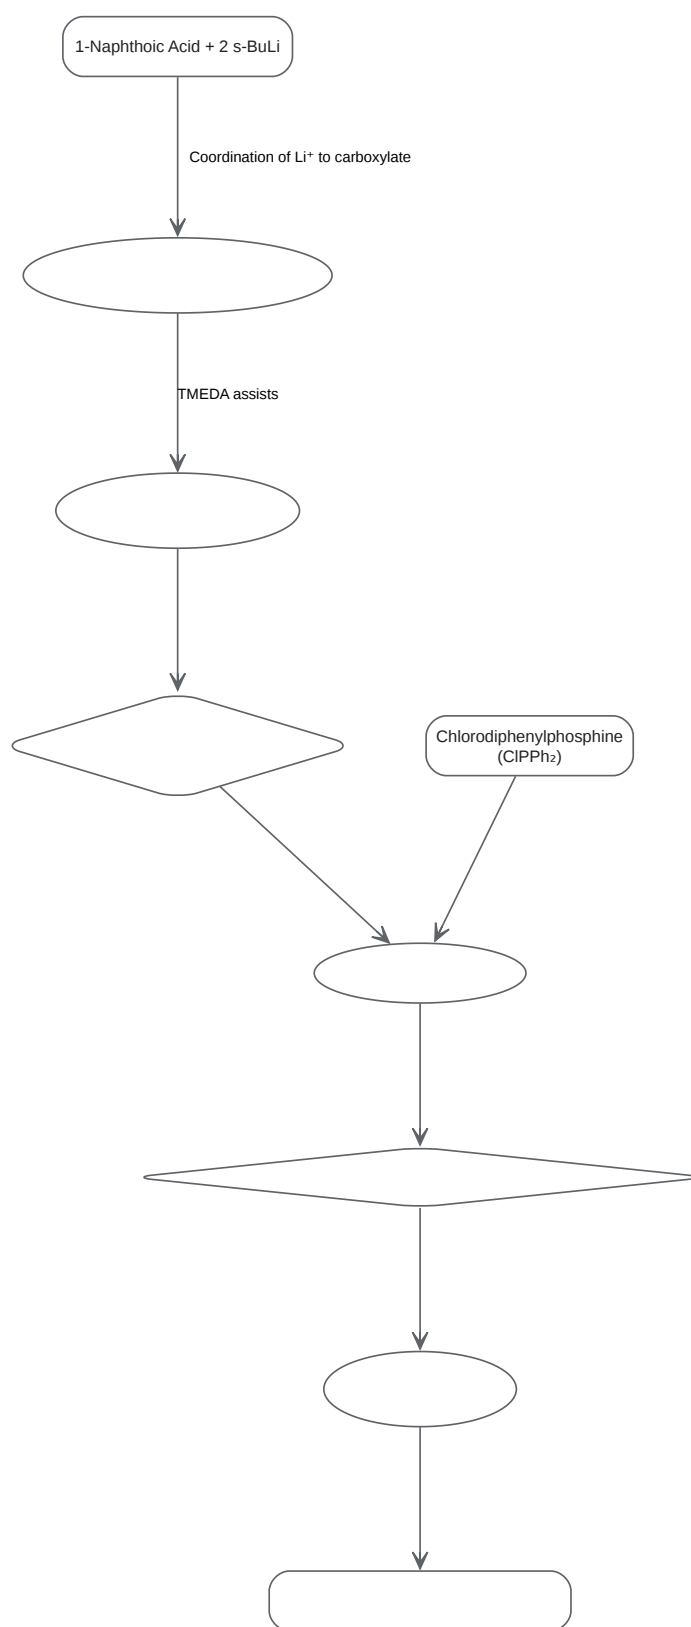 1-Naphthoic Acid + 2 s-BuLi
Coordination of Li⁺ to carboxylate
TMEDA assists
Chlorodiphenylphosphine
(ClPPh₂)